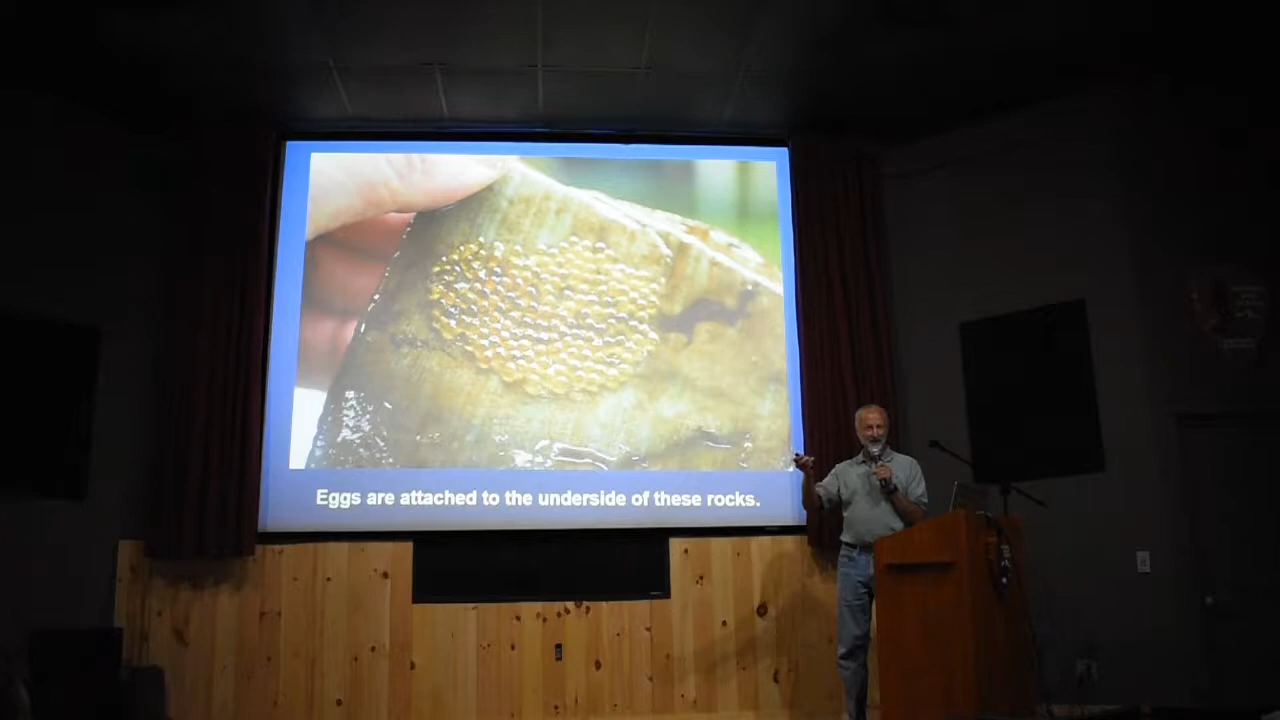 Eggs are attached to the underside of these rocks.